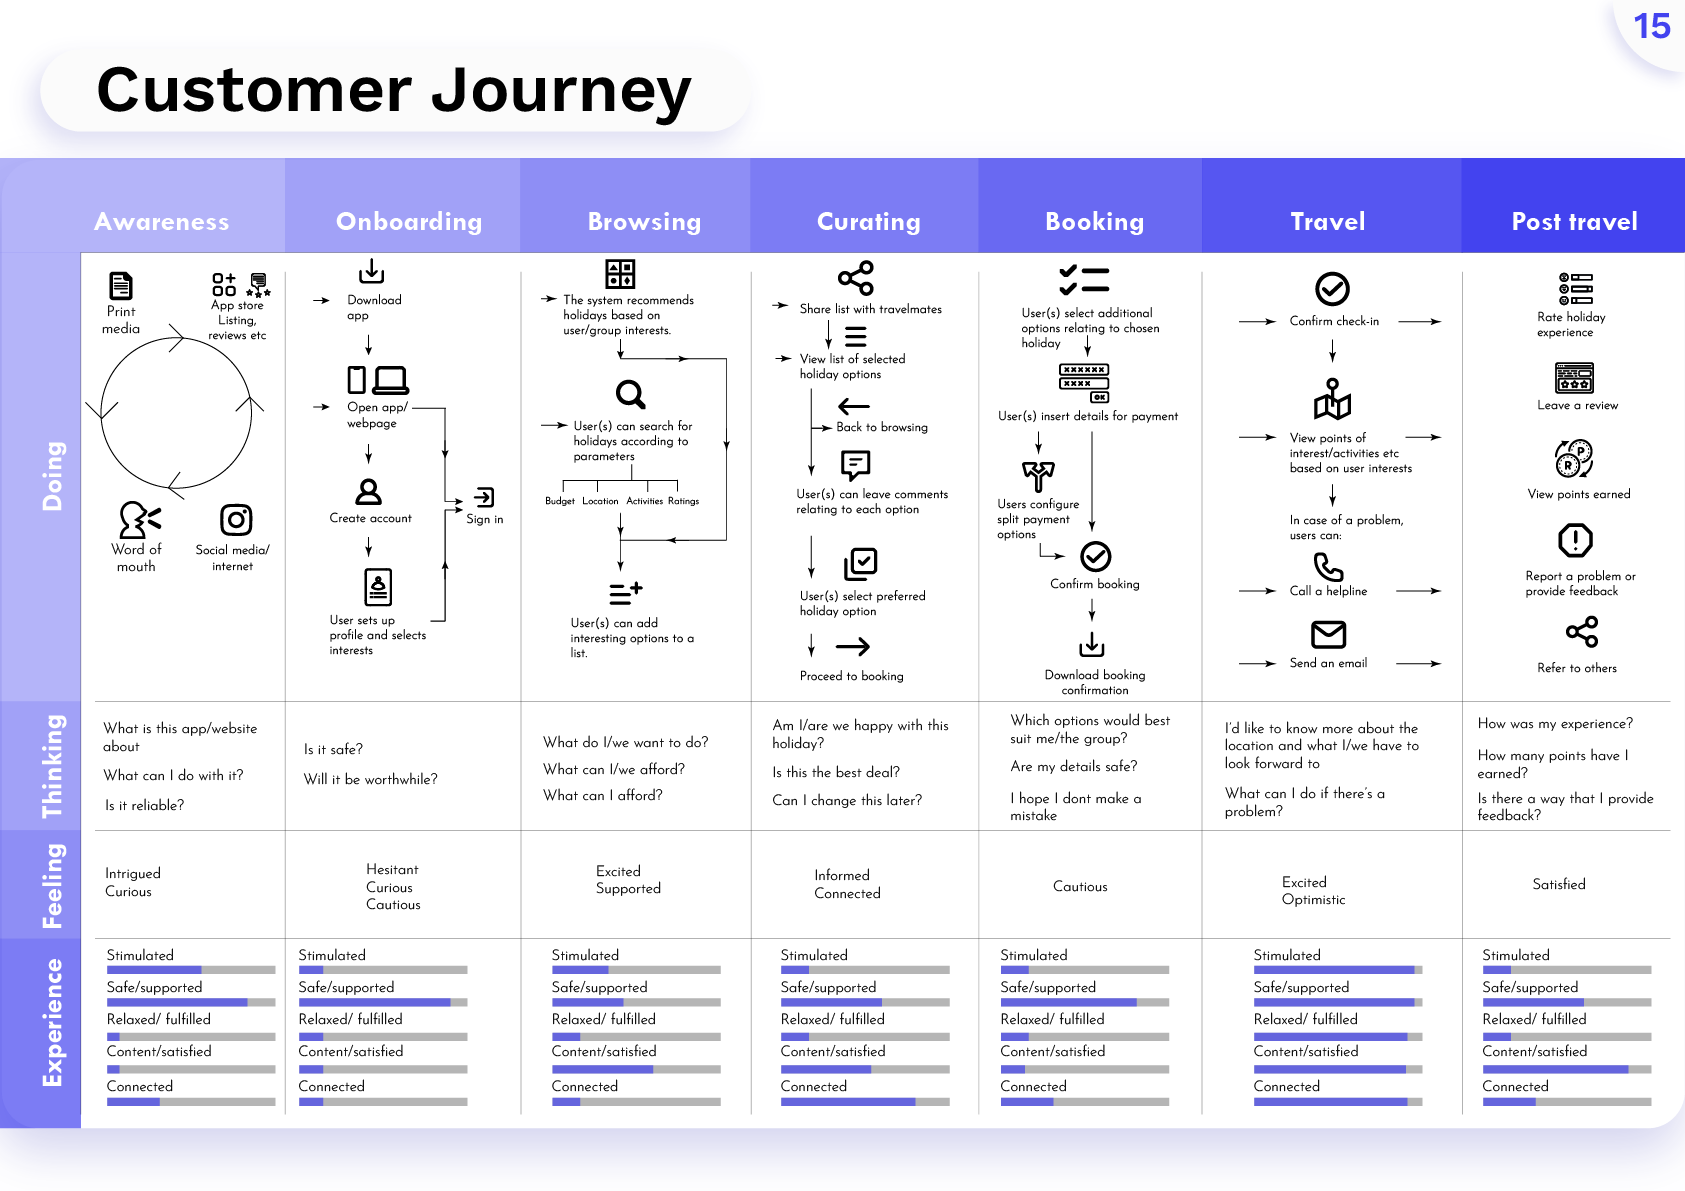 15
Customer Journey
Awareness
Onboarding
Browsing
Curating
Booking
Travel
Post travel
Doing
Print
media
App store
Listing,
reviews etc
Word of
mouth
Social media/
internet
Download
app
Open app/
webpage
Create account
Sign in
User sets up
profile and selects
interests
The system recommends
holidays based on
user/group interests.
User(s) can search for
holidays according to
parameters
Budget
Location
Activities
Ratings
User(s) can add
interesting options to a
list.
Share list with travelmates
View list of selected
holiday options
Back to browsing
User(s) can leave comments
relating to each option
User(s) select preferred
holiday option
Proceed to booking
User(s) select additional
options relating to chosen
holiday
OK
User(s) insert details for payment
Users configure
split payment
options
Confirm booking
Download booking
confirmation
Confirm check-in
View points of
interest/activities etc
based on user interests
In case of a problem,
users can:
Call a helpline
Send an email
Rate holiday
experience
Leave a review
P
R
View points earned
Report a problem or
provide feedback
Refer to others
Thinking
What is this app/website
about
What can I do with it?
Is it reliable?
Is it safe?
Will it be worthwhile?
What do I/we want to do?
What can I/we afford?
What can I afford?
Am I/are we happy with this
holiday?
Is this the best deal?
Can I change this later?
Which options would best
suit me/the group?
Are my details safe?
I hope I dont make a
mistake
I'd like to know more about the
location and what I/we have to
look forward to
What can I do if there's a
problem?
How was my experience?
How many points have I
earned?
Is there a way that I provide
feedback?
Feeling
Intrigued
Curious
Hesitant
Curious
Cautious
Excited
Supported
Informed
Connected
Cautious
Excited
Optimistic
Satisfied
Experience
Stimulated
Safe/supported
Relaxed/ fulfilled
Content/satisfied
Connected
Stimulated
Safe/supported
Relaxed/ fulfilled
Content/satisfied
Connected
Stimulated
Safe/supported
Relaxed/ fulfilled
Content/satisfied
Connected
Stimulated
Safe/supported
Relaxed/ fulfilled
Content/satisfied
Connected
Stimulated
Safe/supported
Relaxed/ fulfilled
Content/satisfied
Connected
Stimulated
Safe/supported
Relaxed/ fulfilled
Content/satisfied
Connected
Stimulated
Safe/supported
Relaxed/ fulfilled
Content/satisfied
Connected